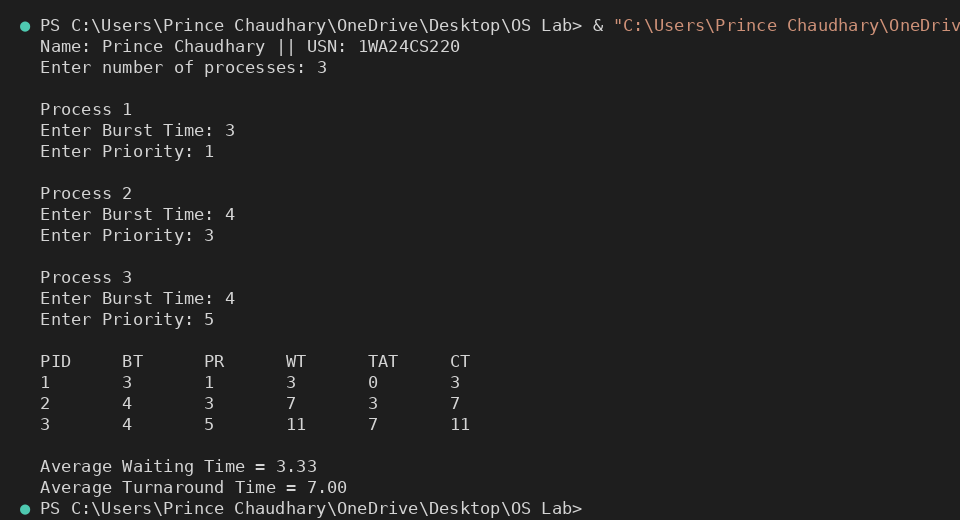 PS C:\Users\Prince Chaudhary\OneDrive\Desktop\OS Lab> & "C:\Users\Prince Chaudhary\OneDriv
Name: Prince Chaudhary || USN: 1WA24CS220
Enter number of processes: 3
Process 1
Enter Burst Time: 3
Enter Priority: 1
Process 2
Enter Burst Time: 4
Enter Priority: 3
Process 3
Enter Burst Time: 4
Enter Priority: 5
PID BT PR WT TAT CT
1 3 1 3 0 3
2 4 3 7 3 7
3 4 5 11 7 11
Average Waiting Time = 3.33
Average Turnaround Time = 7.00
PS C:\Users\Prince Chaudhary\OneDrive\Desktop\OS Lab>